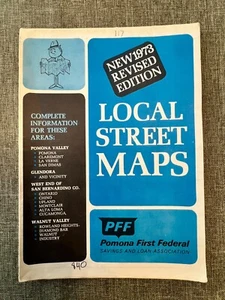 317
NEW 1973
REVISED
EDITION
COMPLETE
INFORMATION
FOR THESE
AREAS:
LOCAL
STREET
MAPS
POMONA VALLEY
• POMONA
• CLAREMONT
• LA VERNE
• SAN DIMAS
GLENDORA
• AND VICINITY
WEST END OF
SAN BERNARDINO CO.
• ONTARIO
• CHINO
• UPLAND
• MONTCLAIR
• ALTA LOMA
• CUCAMONGA
WALNUT VALLEY
• ROWLAND HEIGHTS
• DIAMOND BAR
• WALNUT
• INDUSTRY
PFF
Pomona First Federal
SAVINGS AND LOAN ASSOCIATION